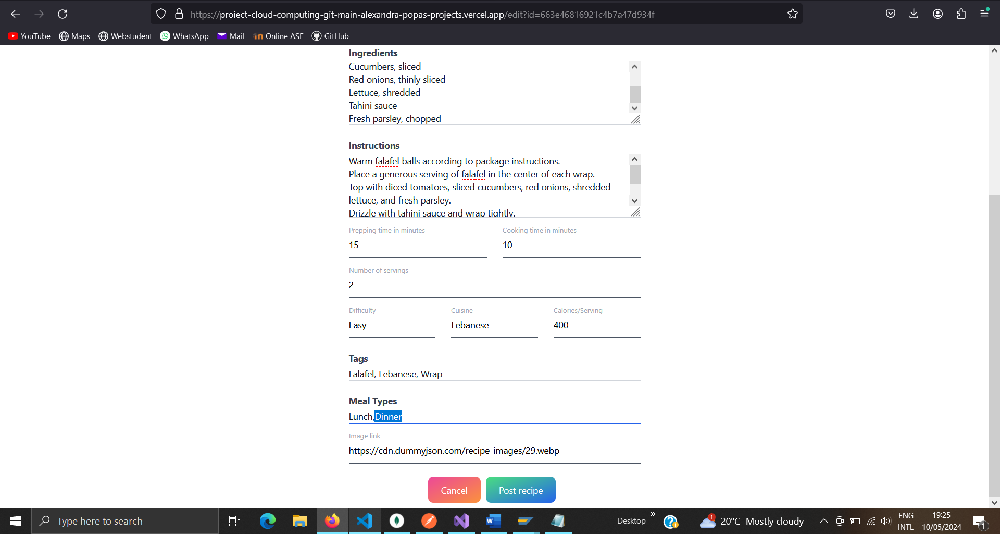 https://proiect-cloud-computing-git-main-alexandra-popas-projects.vercel.app/edit?id=663e46816921c4b7a47d934f
YouTube Maps Webstudent WhatsApp Mail Online ASE GitHub
Ingredients
Cucumbers, sliced
Red onions, thinly sliced
Lettuce, shredded
Tahini sauce
Fresh parsley, chopped
Instructions
Warm falafel balls according to package instructions.
Place a generous serving of falafel in the center of each wrap.
Top with diced tomatoes, sliced cucumbers, red onions, shredded
lettuce, and fresh parsley.
Drizzle with tahini sauce and wrap tightly.
Prepping time in minutes Cooking time in minutes
15 10
Number of servings
2
Difficulty Cuisine Calories/Serving
Easy Lebanese 400
Tags
Falafel, Lebanese, Wrap
Meal Types
Lunch,Dinner
Image link
https://cdn.dummyjson.com/recipe-images/29.webp
Cancel Post recipe
Type here to search
Desktop
1
20°C Mostly cloudy
ENG
INTL
19:25
10/05/2024
1